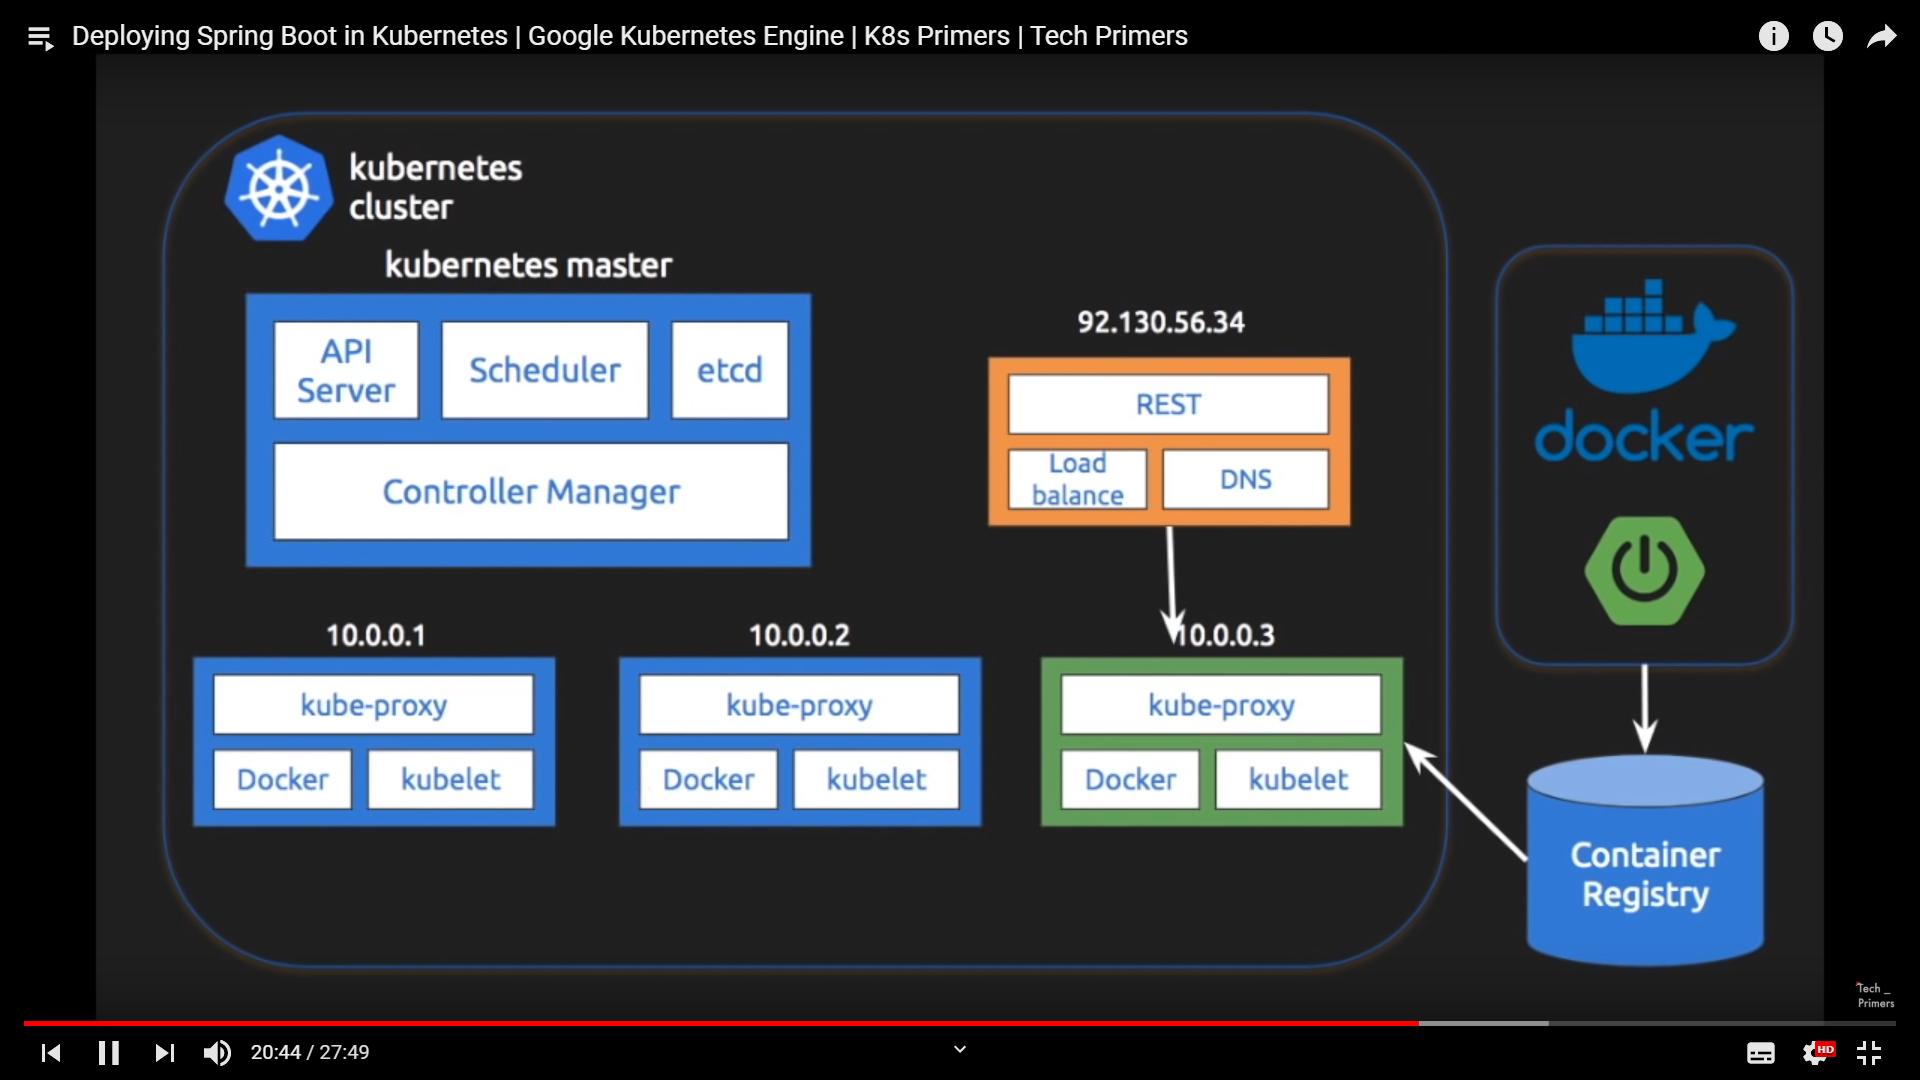 Deploying Spring Boot in Kubernetes | Google Kubernetes Engine | K8s Primers | Tech Primers
kubernetes
cluster
kubernetes master
API
Server
Scheduler
etcd
Controller Manager
92.130.56.34
REST
Load
balance
DNS
docker
10.0.0.1
kube-proxy
Docker
kubelet
10.0.0.2
kube-proxy
Docker
kubelet
10.0.0.3
kube-proxy
Docker
kubelet
Container
Registry
Tech _
Primers
20:44 / 27:49
HD